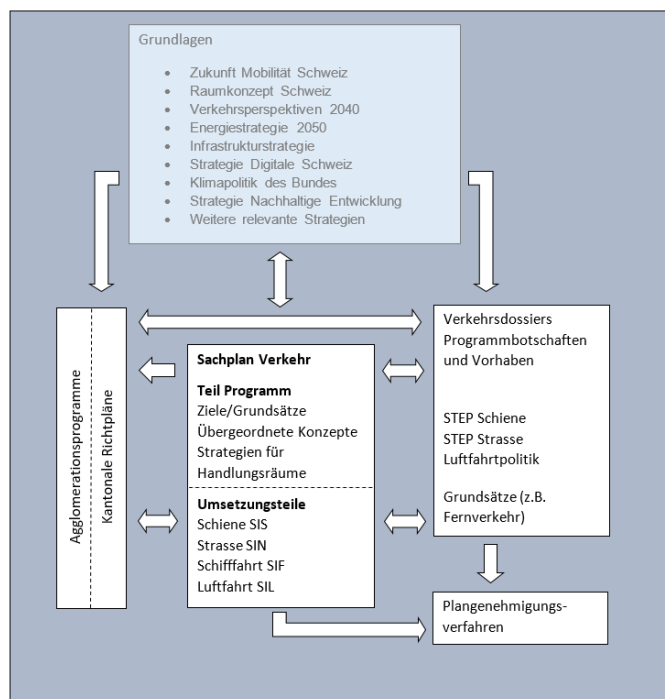 Grundlagen
• Zukunft Mobilität Schweiz
• Raumkonzept Schweiz
• Verkehrsperspektiven 2040
• Energiestrategie 2050
• Infrastrukturstrategie
• Strategie Digitale Schweiz
• Klimapolitik des Bundes
• Strategie Nachhaltige Entwicklung
• Weitere relevante Strategien
Agglomerationsprogramme
Kantonale Richtpläne
Sachplan Verkehr
Teil Programm
Ziele/Grundsätze
Übergeordnete Konzepte
Strategien für
Handlungsräume
Umsetzungsteile
Schiene SIS
Strasse SIN
Schifffahrt SIF
Luftfahrt SIL
Verkehrsdossiers
Programmbotschaften
und Vorhaben
STEP Schiene
STEP Strasse
Luftfahrtpolitik
Grundsätze (z.B.
Fernverkehr)
Plangenehmigungs-
verfahren